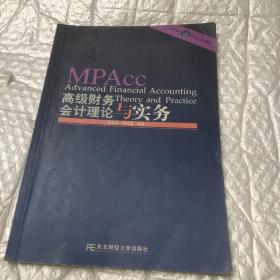 MPAcc
Advanced Financial Accounting
高级财务 Theory and Practice
会计理论与实务
东北财经大学出版社